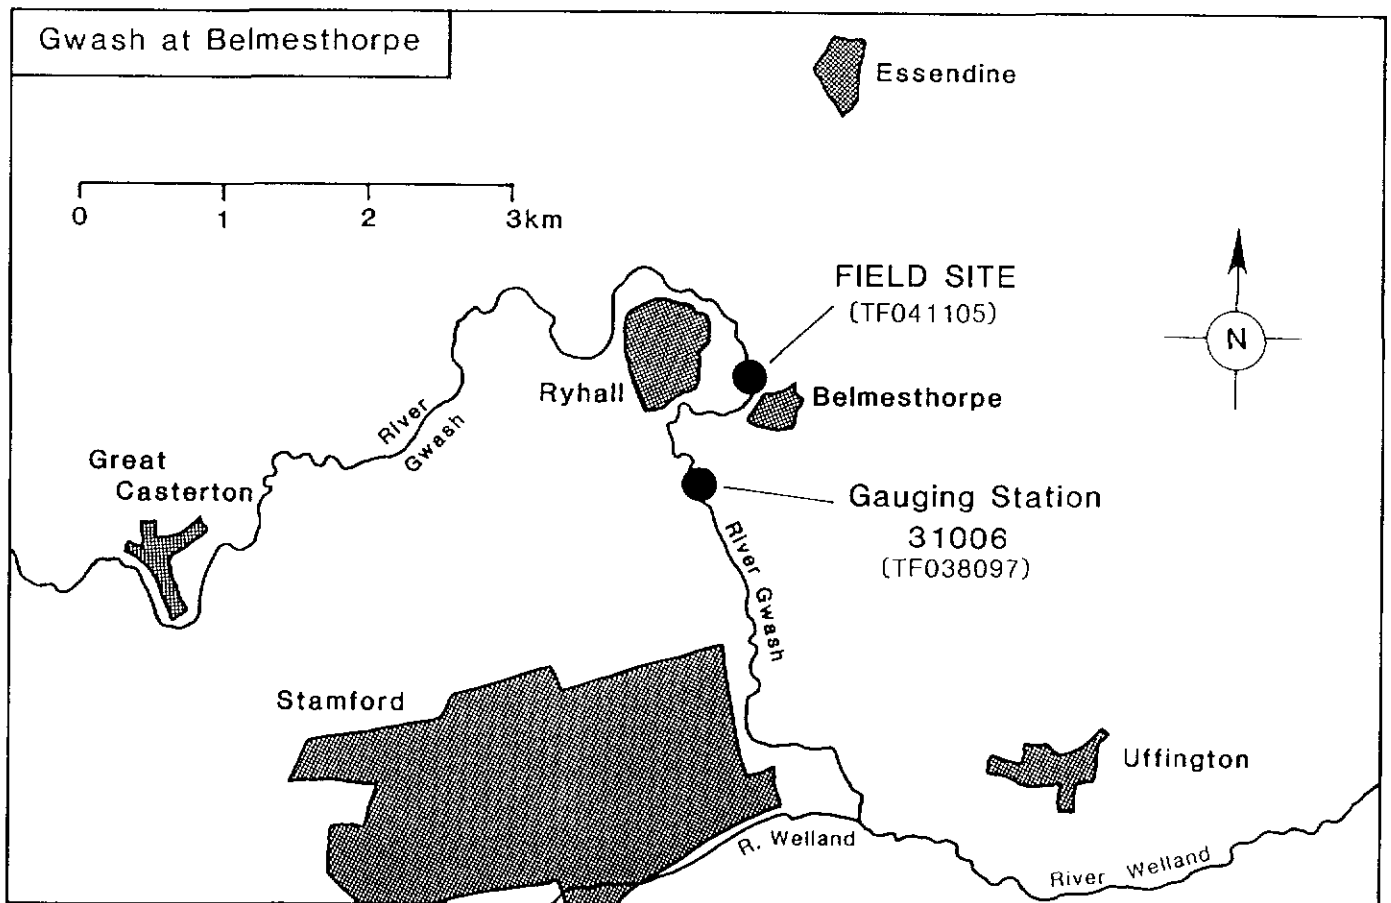 Gwash at Belmesthorpe
Essendine
0 1 2 3km
FIELD SITE
(TF041105)
N
Ryhall
Belmesthorpe
River
Gwash
Great
Casterton
Gauging Station
31006
(TF038097)
River Gwash
Stamford
Uffington
R. Welland
River Welland